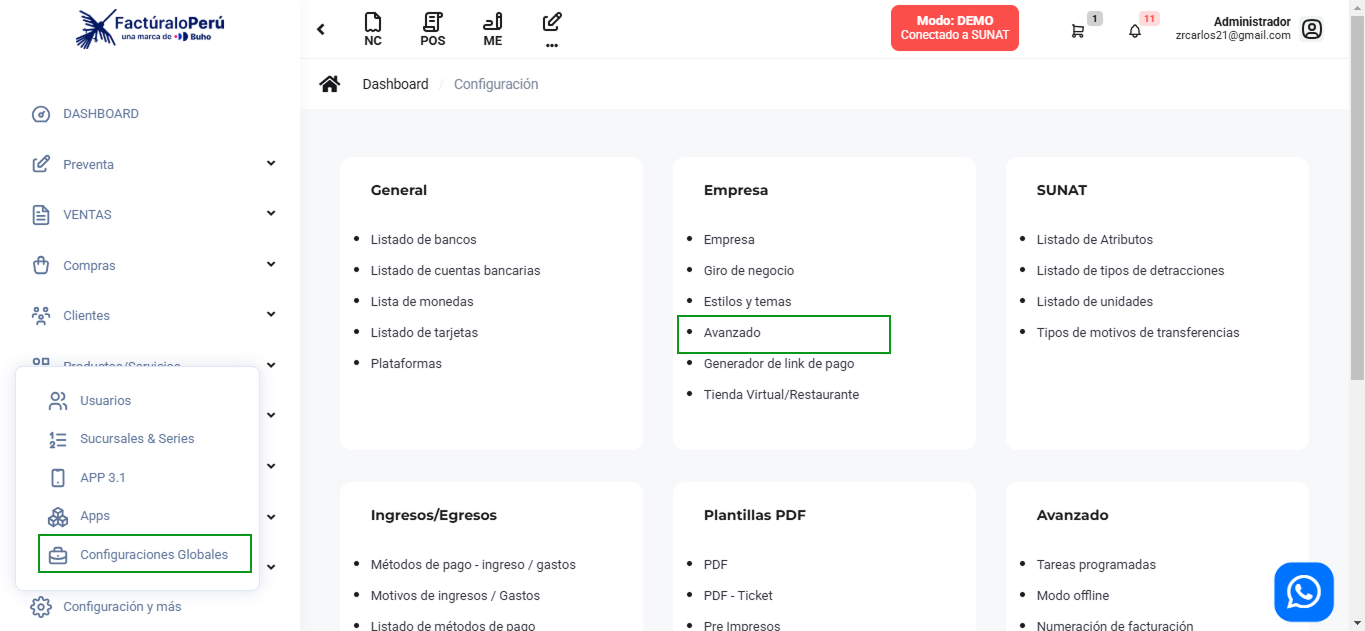 FactúraloPerú
una marca de Buho
NC
POS
ME
...
Modo: DEMO
Conectado a SUNAT
1
11
Administrador
zrcarlos21@gmail.com
Dashboard / Configuración
DASHBOARD
Preventa
VENTAS
Compras
Clientes
Productos/Servicios
Usuarios
Sucursales & Series
APP 3.1
Apps
Configuraciones Globales
Configuración y más
General
Listado de bancos
Listado de cuentas bancarias
Lista de monedas
Listado de tarjetas
Plataformas
Empresa
Empresa
Giro de negocio
Estilos y temas
Avanzado
Generador de link de pago
Tienda Virtual/Restaurante
SUNAT
Listado de Atributos
Listado de tipos de detracciones
Listado de unidades
Tipos de motivos de transferencias
Ingresos/Egresos
Métodos de pago - ingreso / gastos
Motivos de ingresos / Gastos
Listado de métodos de pago
Plantillas PDF
PDF
PDF - Ticket
Pre Impresos
Avanzado
Tareas programadas
Modo offline
Numeración de facturación